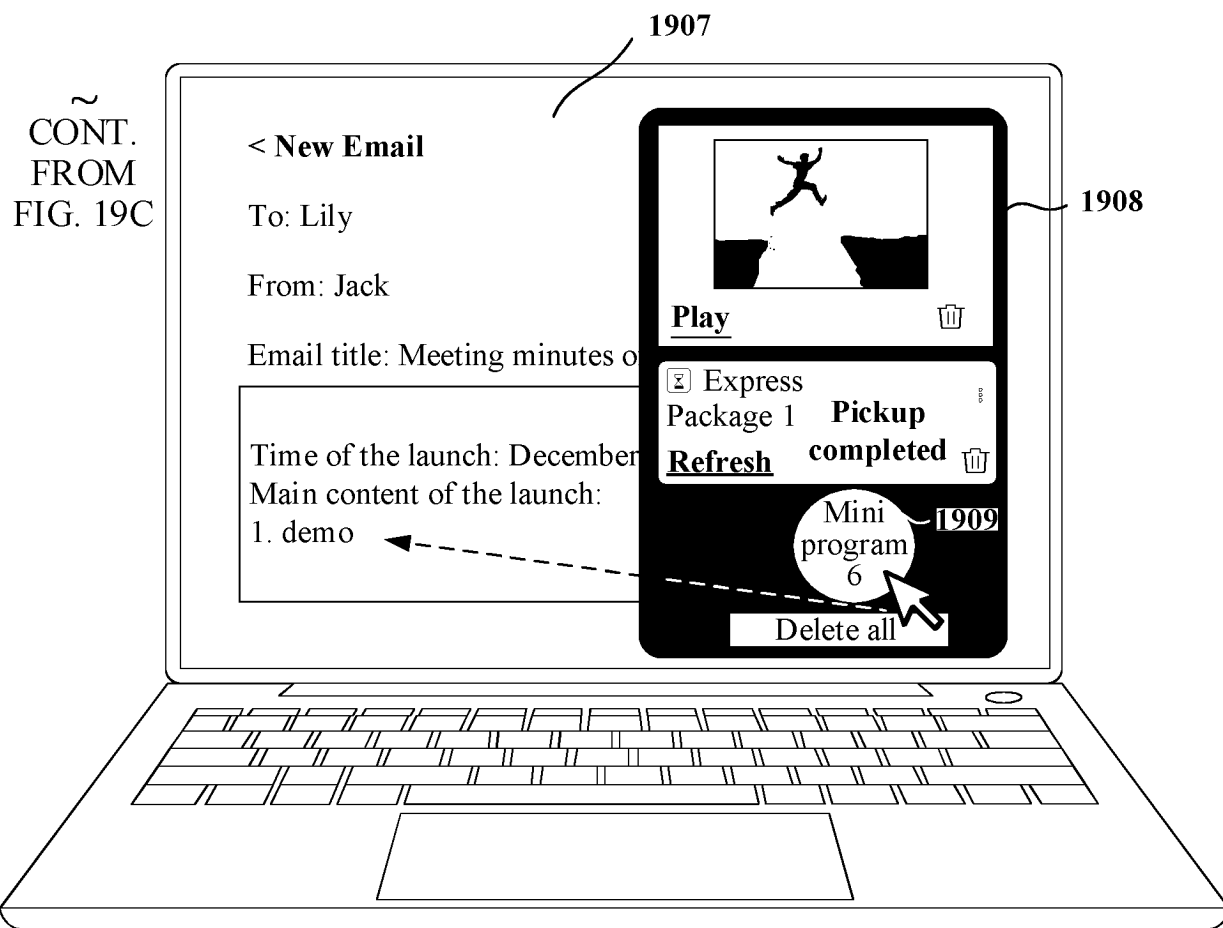 1907
~
CONT.
FROM
FIG. 19C
< New Email
To: Lily
From: Jack
Email title: Meeting minutes o
Time of the launch: December
Main content of the launch:
1. demo
1908
Play
Express
Package 1
Pickup
completed
Refresh
Mini
program
6
1909
Delete all